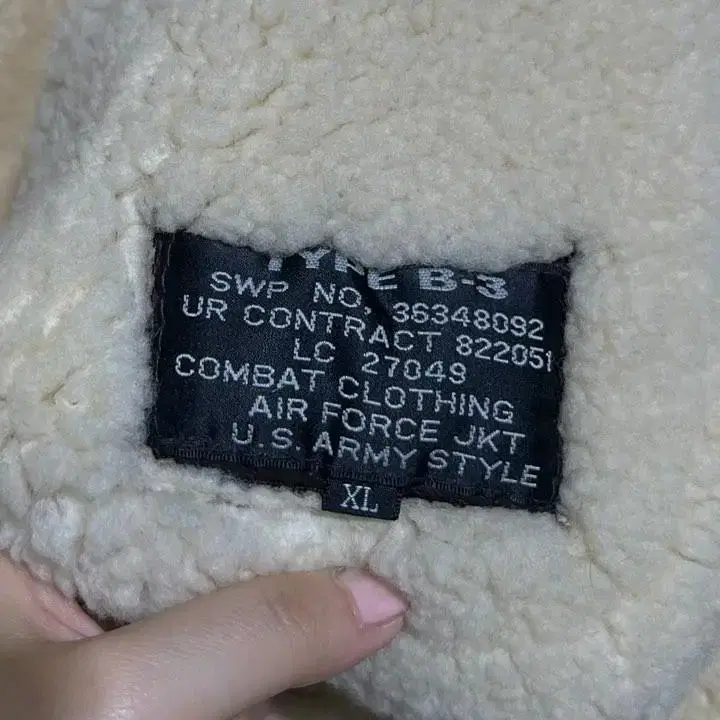 TYPE B-3
SWP NO. 36348092
UR CONTRACT 822051
LC 27049
COMBAT CLOTHING
AIR FORCE JKT
U.S. ARMY STYLE
XL